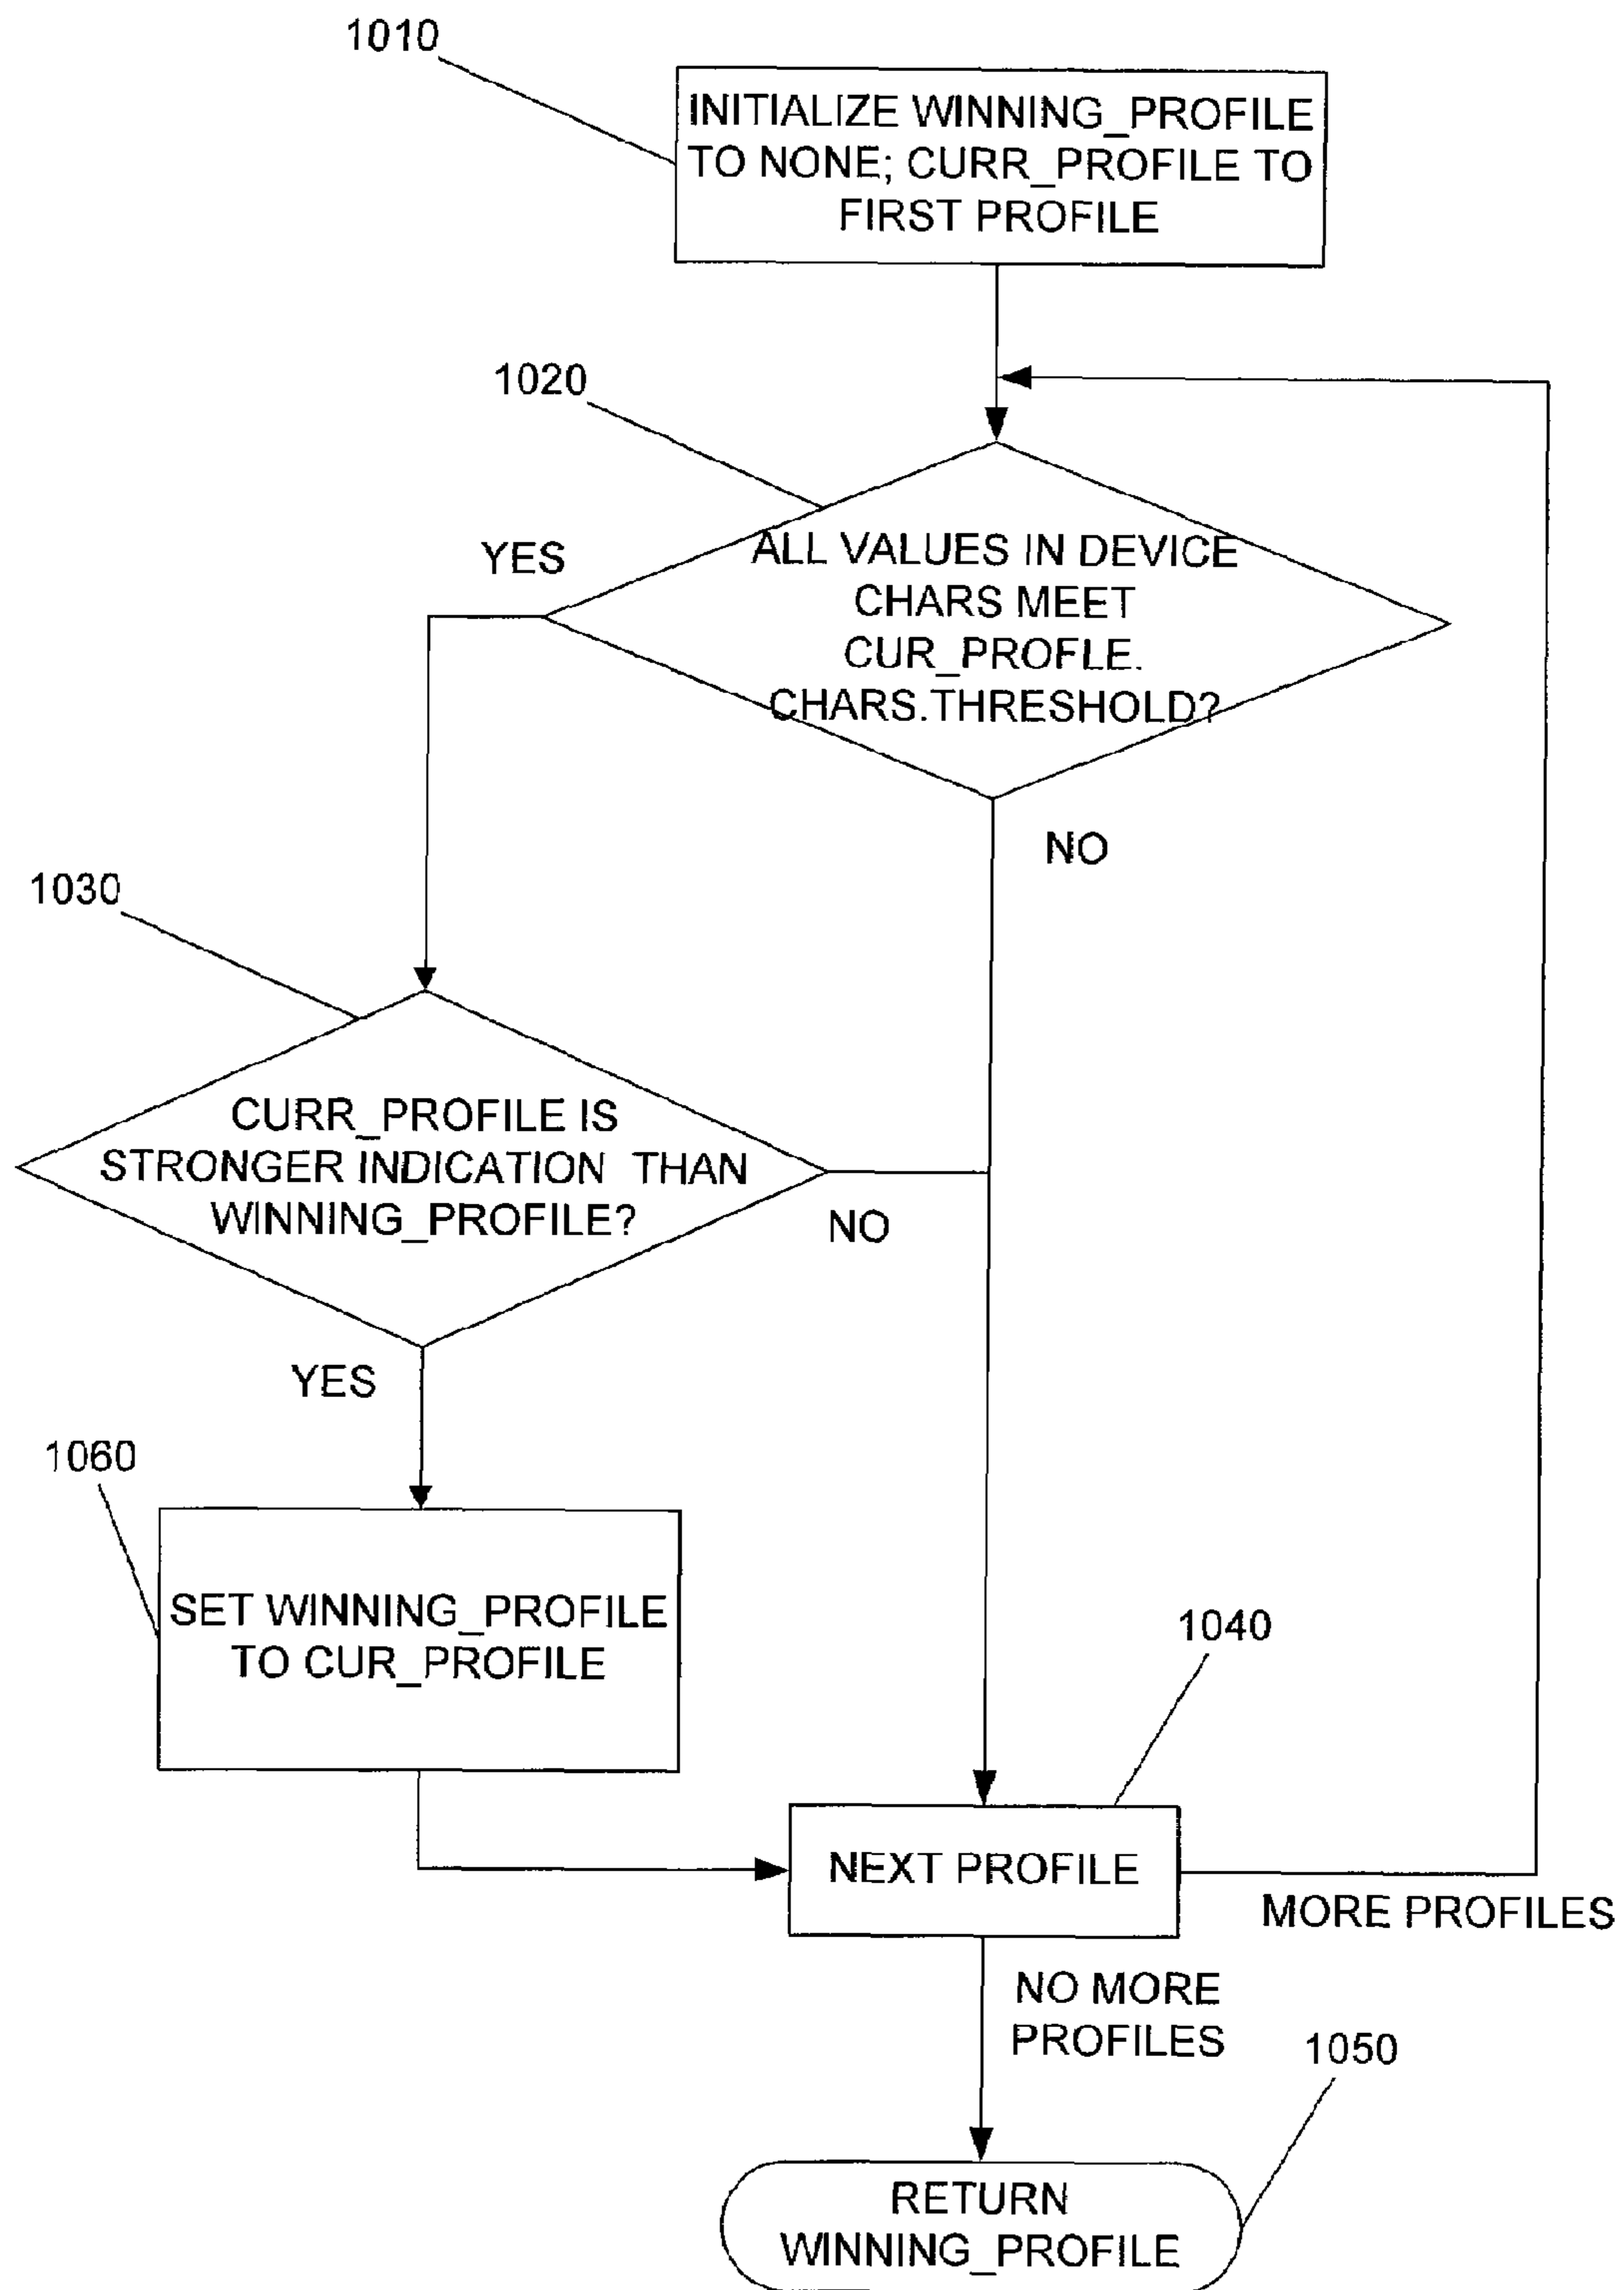 1010
INITIALIZE WINNING_PROFILE
TO NONE; CURR_PROFILE TO
FIRST PROFILE
1020
YES
ALL VALUES IN DEVICE
CHARS MEET
CUR_PROFLE.
CHARS.THRESHOLD?
NO
1030
CURR_PROFILE IS
STRONGER INDICATION THAN
WINNING_PROFILE?
NO
YES
1060
SET WINNING_PROFILE
TO CUR_PROFILE
1040
NEXT PROFILE
MORE PROFILES
NO MORE
PROFILES
1050
RETURN
WINNING_PROFILE